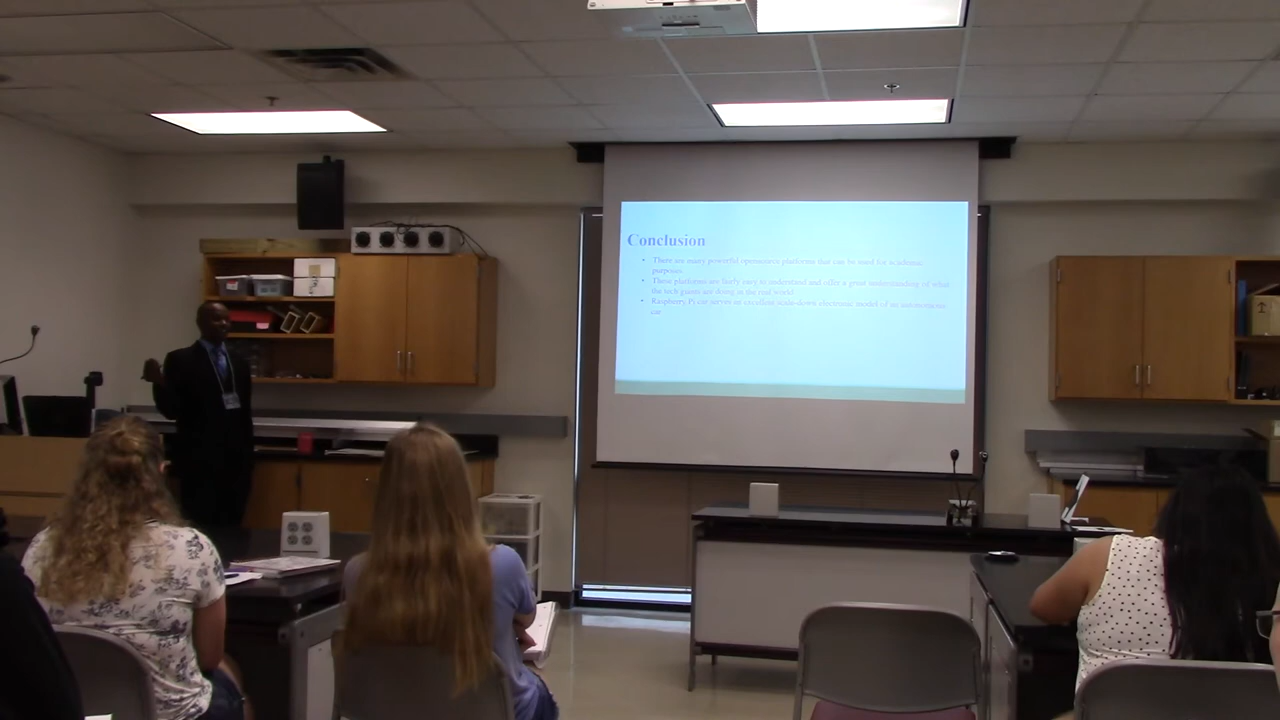 Conclusion
• There are many powerful opensource platforms that can be used for academic
purposes
• These platforms are fairly easy to understand and offer a great understanding of what
the tech giants are doing in the real world
• Raspberry Pi car serves an excellent scale-down electronic model of an autonomous
car